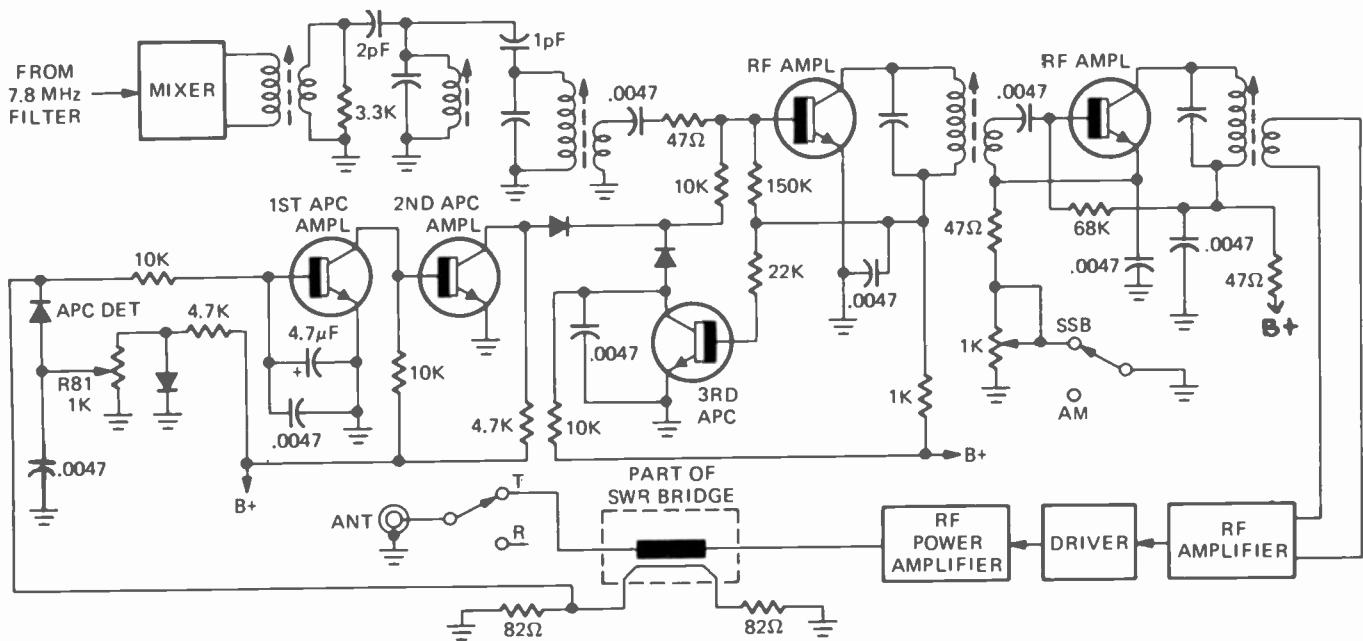 2pF
1pF
RF AMPL
RF AMPL
FROM
7.8 MHz
FILTER
MIXER
3.3K
.0047
47Ω
.0047
10K
150K
1ST APC
AMPL
2ND APC
AMPL
47Ω
68K
.0047
.0047
47Ω
B+
10K
22K
.0047
APC DET
4.7K
4.7µF
+
.0047
SSB
1K
AM
R81
1K
10K
3RD
APC
1K
.0047
4.7K
10K
.0047
B+
B+
PART OF
SWR BRIDGE
T
ANT
R
RF
POWER
AMPLIFIER
DRIVER
RF
AMPLIFIER
82Ω
82Ω